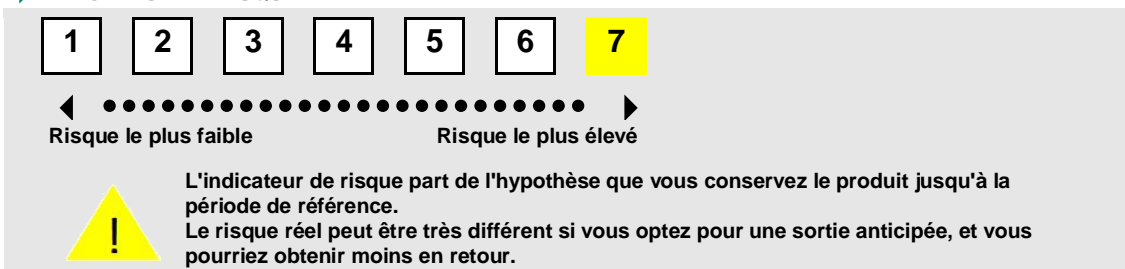 1 2 3 4 5 6 7
Risque le plus faible Risque le plus élevé
!
L'indicateur de risque part de l'hypothèse que vous conservez le produit jusqu'à la
période de référence.
Le risque réel peut être très différent si vous optez pour une sortie anticipée, et vous
pourriez obtenir moins en retour.